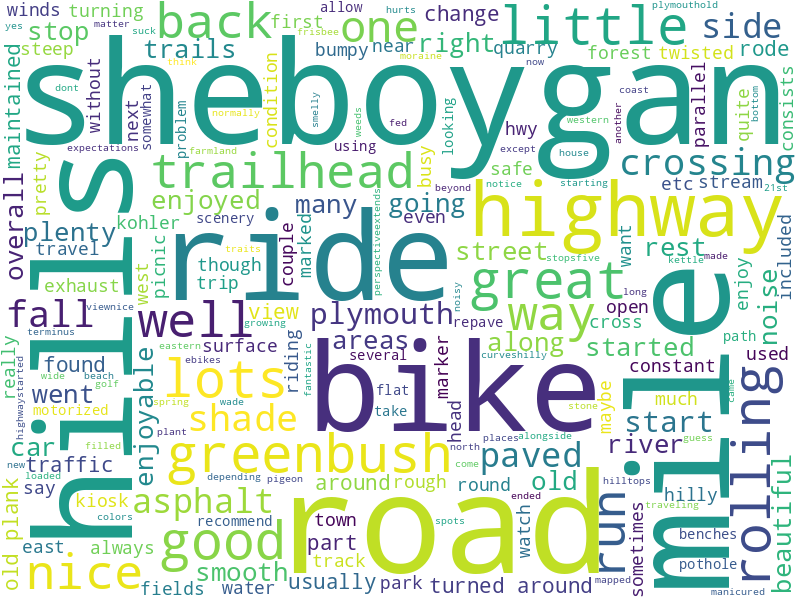 winds
turning
back
one
little
side
yes
matter
steep
stop
first
hurts
suck
frisbee
allow
bumpy
near
right
change
moraine
quarry
plymouthold
forest
twisted
rode
now
trails
maintained
without
next
somewhat
problem
condition
think
sheboygan
smelly
weeds
fed
using
looking
hwy
western
house
another
coast
parallel
quite
bottom
consists
dont
expectations
farmland
normally
except
starting
safe
busy
crossing
pretty
trailhead
enjoyed
beyond
notice
etc
stream
21st
overall
plenty
travel
kohler
scenery
many
going
even
highway
marked
couple
perspectiveextends
traits
though
trip
ride
west
picnic
exhaust
hills
street
stopsfive
want
rest
kettle
made
great
long
open
enjoy
included
noise
fall
viewnice
terminus
growing
well
view
plymouth
noisy
repave
way
cross
path
surface
eastern
ebikes
riding
fantastic
areas
several
marker
along
curveshilly
started
constant
used
mile
really
found
wide
beach
golf
highwaystarted
went
motorized
enjoyable
spring
wade
lots
flat
take
bike
stone
maybe
much
came
start
rolling
car
shade
plant
head
places
alongside
paved
river
guess
beautiful
traffic
filled
new
loaded
say
greenbush
north
come
around
rough
run
hilltops
hilly
traveling
kiosk
asphalt
depending
pigeon
round
old
ended
spots
old plank
colors
recommend
town
part
road
watch
benches
pothole
sometimes
east
always
good
track
nice
smooth
usually
park
turned around
mapped
manicured
fields
water